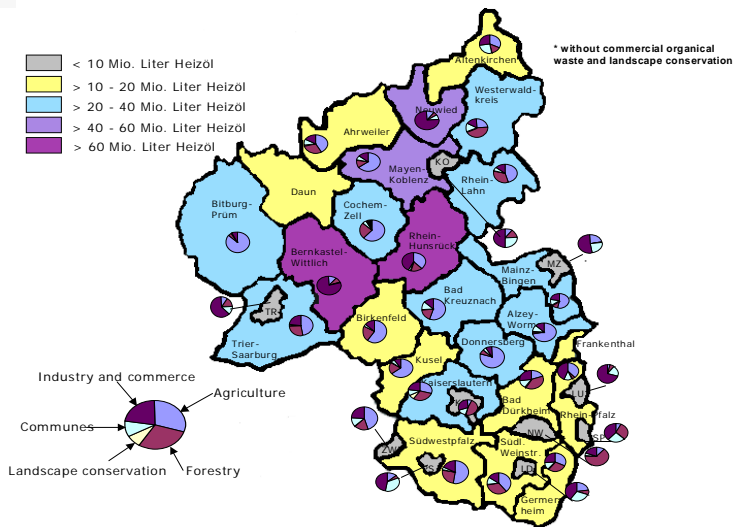 * without commercial organical
waste and landscape conservation
< 10 Mio. Liter Heizöl
> 10 - 20 Mio. Liter Heizöl
> 20 - 40 Mio. Liter Heizöl
> 40 - 60 Mio. Liter Heizöl
> 60 Mio. Liter Heizöl
Altenkirchen
Westerwald-
kreis
Neuwied
Ahrweiler
KO
Mayen-
Koblenz
Rhein-
Lahn
Daun
Cochem-
Zell
Bitburg-
Prüm
Rhein-
Hunsrück
Bernkastel-
Wittlich
MZ
Mainz-
Bingen
Bad
Kreuznach
TR
Alzey-
Worm
Birkenfeld
Trier-
Saarburg
Donnersberg
Frankenthal
Kusel
Kaiserslautern
LU
Bad
Dürkheim
Rhein-Pfalz
NW
SP
ZW
Südwestpfalz
Südl.
Weinstr.
LD
Germers
heim
Industry and commerce
Agriculture
Communes
Landscape conservation
Forestry